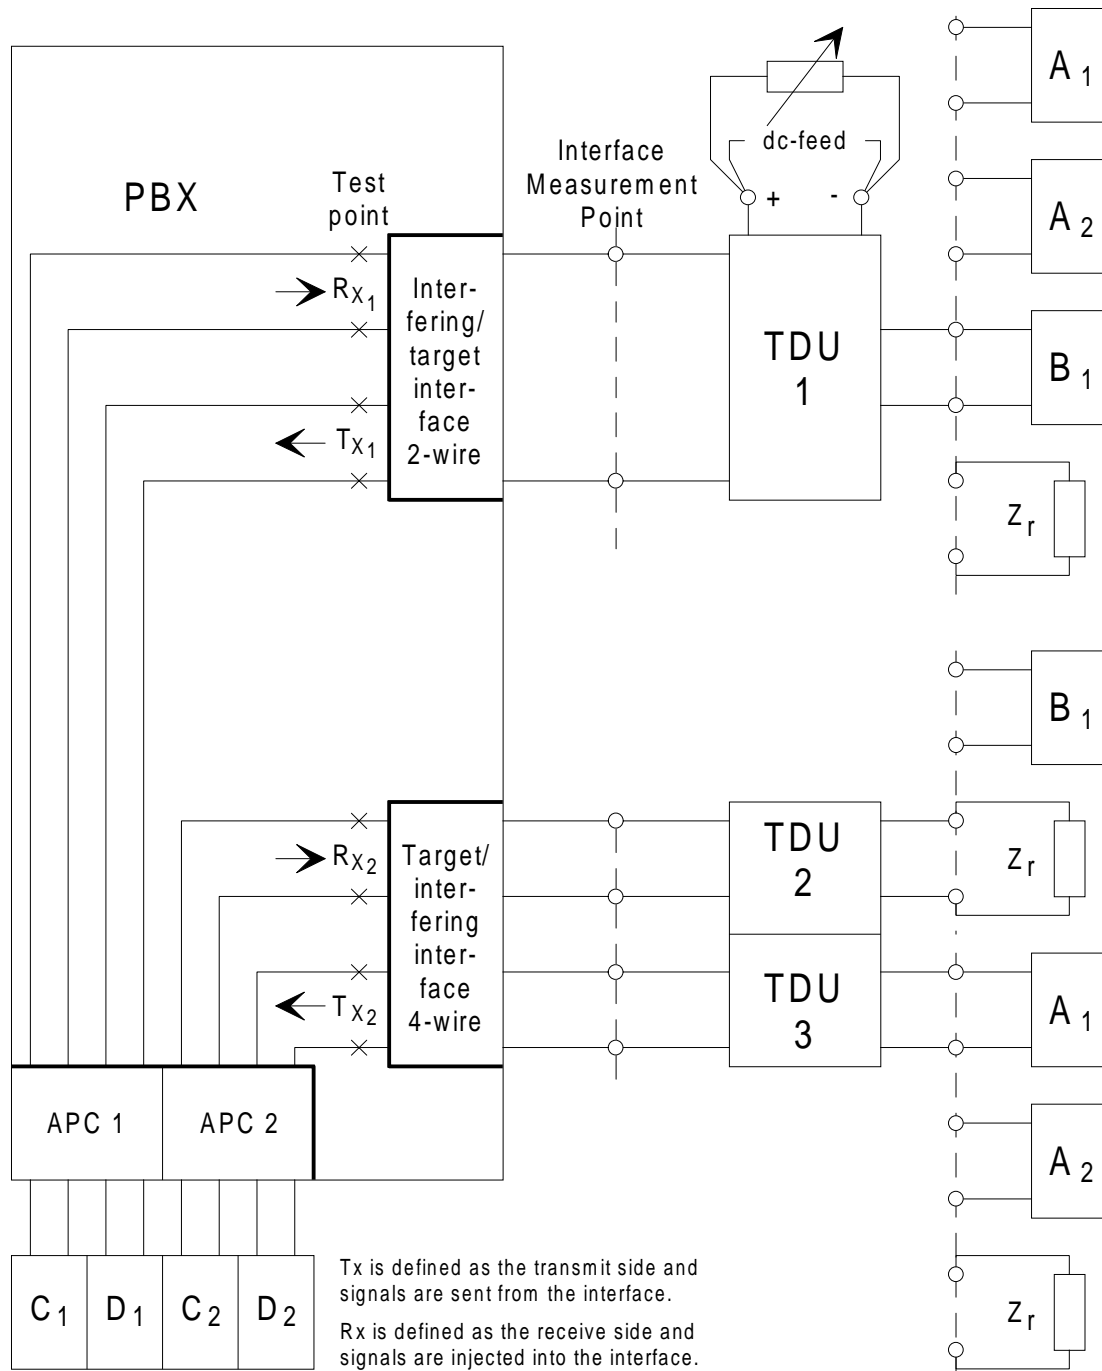 PBX
Test
point
Interface
Measurement
Point
dc-feed
+ -
A 1
A 2
B 1
Zr
RX1
TX1
Inter-
fering/
target
inter-
face
2-wire
TDU
1
B 1
RX2
TX2
Target/
inter-
fering
inter-
face
4-wire
TDU
2
TDU
3
Zr
A 1
A 2
Zr
APC 1
APC 2
C1
D1
C2
D2
Tx is defined as the transmit side and
signals are sent from the interface.
Rx is defined as the receive side and
signals are injected into the interface.